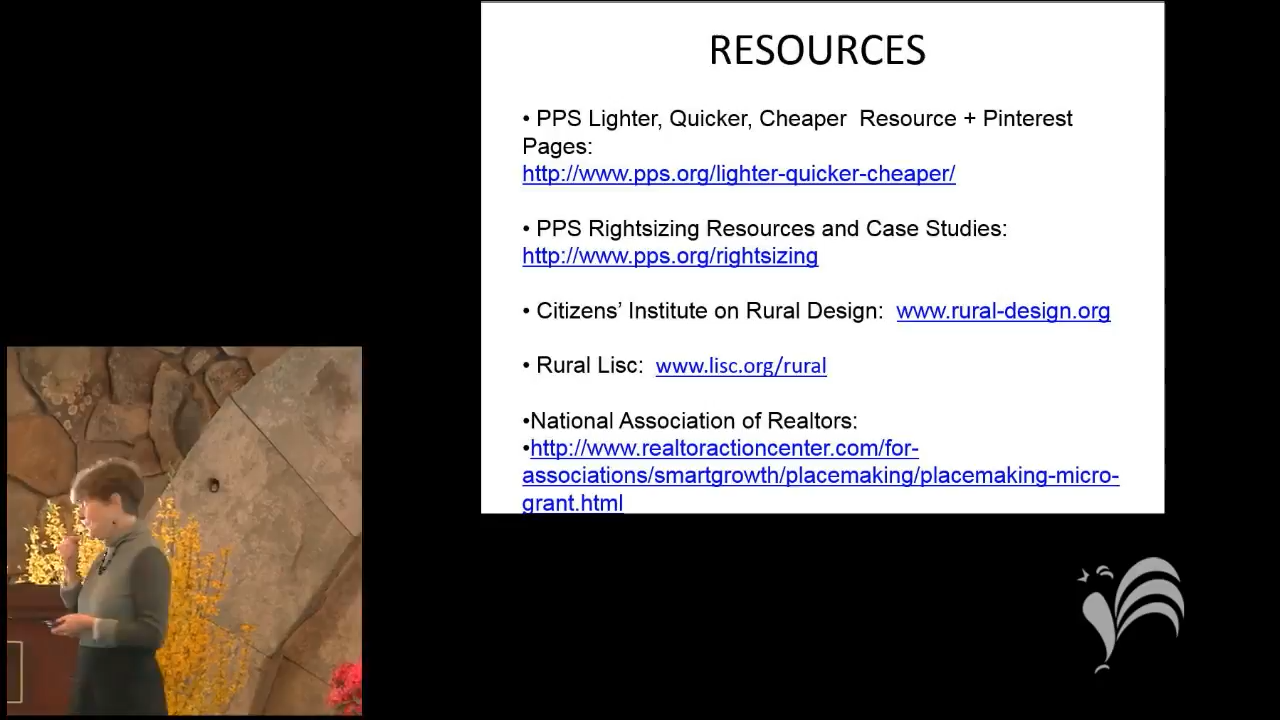 RESOURCES
• PPS Lighter, Quicker, Cheaper Resource + Pinterest
Pages:
http://www.pps.org/lighter-quicker-cheaper/
• PPS Rightsizing Resources and Case Studies:
http://www.pps.org/rightsizing
• Citizens’ Institute on Rural Design: www.rural-design.org
• Rural Lisc: www.lisc.org/rural
•National Association of Realtors:
•http://www.realtoractioncenter.com/for-
associations/smartgrowth/placemaking/placemaking-micro-
grant.html